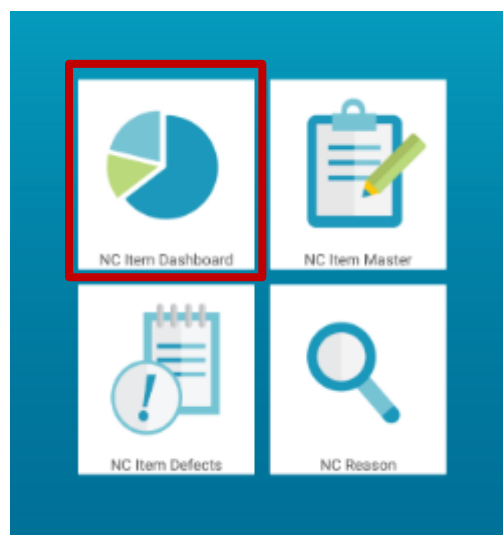 NC Item Dashboard
NC Item Master
NC Item Defects
NC Reason